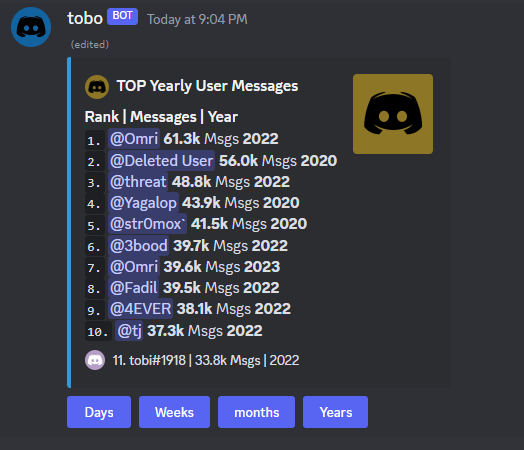 tobo BOT Today at 9:04 PM
(edited)
TOP Yearly User Messages
Rank | Messages | Year
1. @Omri 61.3k Msgs 2022
2. @Deleted User 56.0k Msgs 2020
3. @threat 48.8k Msgs 2022
4. @Yagalop 43.9k Msgs 2020
5. @str0mox` 41.5k Msgs 2020
6. @3bood 39.7k Msgs 2022
7. @Omri 39.6k Msgs 2023
8. @Fadil 39.5k Msgs 2022
9. @4EVER 38.1k Msgs 2022
10. @tj 37.3k Msgs 2022
11. tobi#1918 | 33.8k Msgs | 2022
Days Weeks months Years